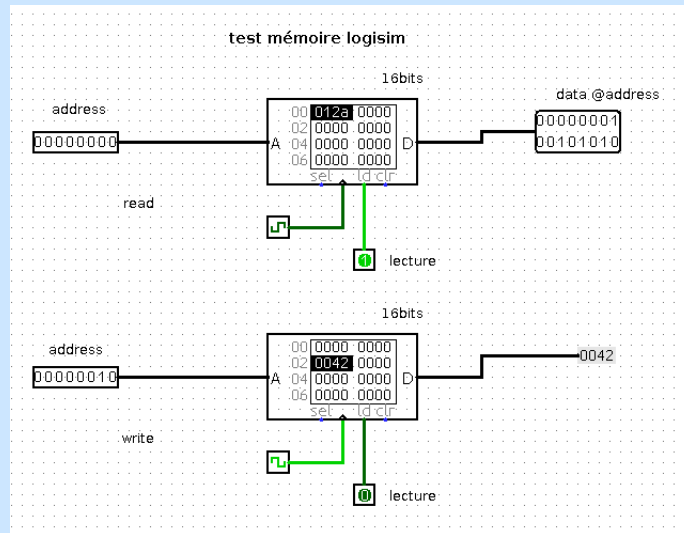 test mémoire logisim
16bits
data @address
address
00 012a 0000
02 0000 0000
04 0000 0000
06 0000 0000
A
D
sel ld clr
00000000
00000001
00101010
read
1
lecture
16bits
address
00 0000 0000
02 0042 0000
04 0000 0000
06 0000 0000
A
D
sel ld clr
00000010
0042
write
0
lecture